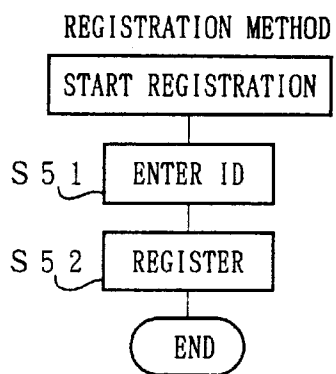 REGISTRATION METHOD
START REGISTRATION
S51 ENTER ID
S52 REGISTER
END